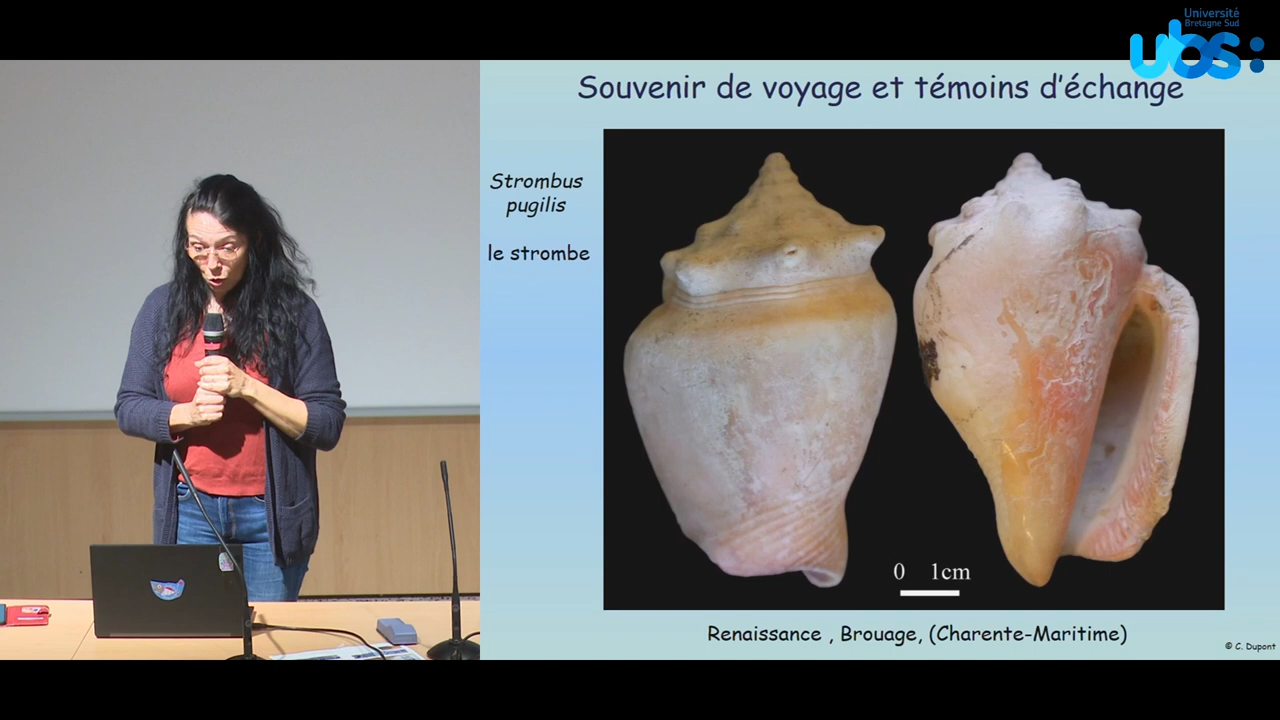 Université
Bretagne Sud
ubs:
Souvenir de voyage et témoins d'échange
Strombus
pugilis
le strombe
0 1cm
Renaissance , Brouage, (Charente-Maritime)
© C. Dupont